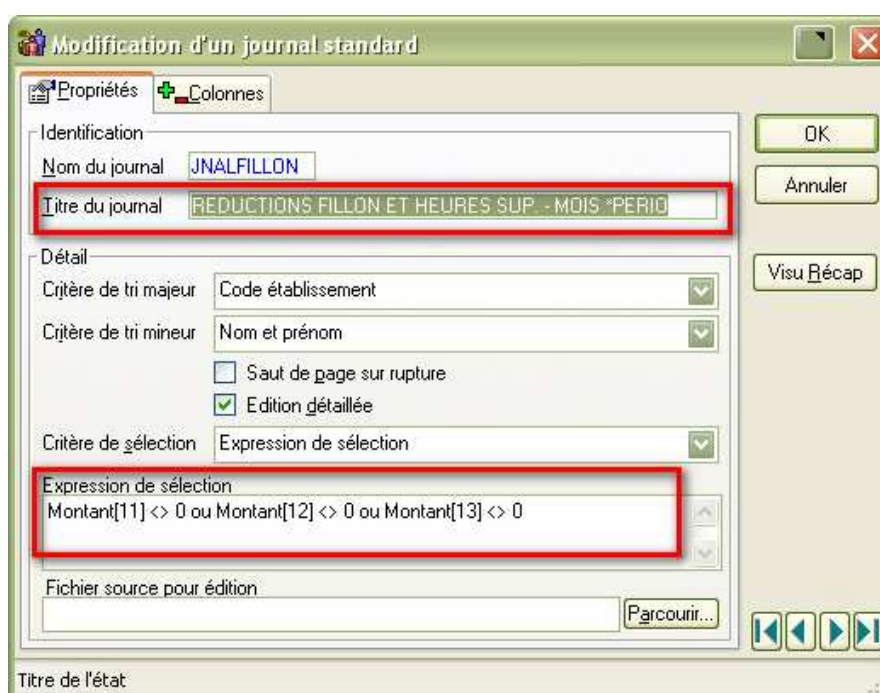 Modification d'un journal standard
Propriétés
Colonnes
Identification
Nom du journal JNALFILLON
Titre du journal REDUCTIONS FILLON ET HEURES SUP. - MOIS *PERIO
Détail
Critère de tri majeur Code établissement
Critère de tri mineur Nom et prénom
Saut de page sur rupture
Edition détaillée
Critère de sélection Expression de sélection
Expression de sélection
Montant[11] <> 0 ou Montant[12] <> 0 ou Montant[13] <> 0
Fichier source pour édition
Parcourir...
OK
Annuler
Visu Récap
Titre de l'état